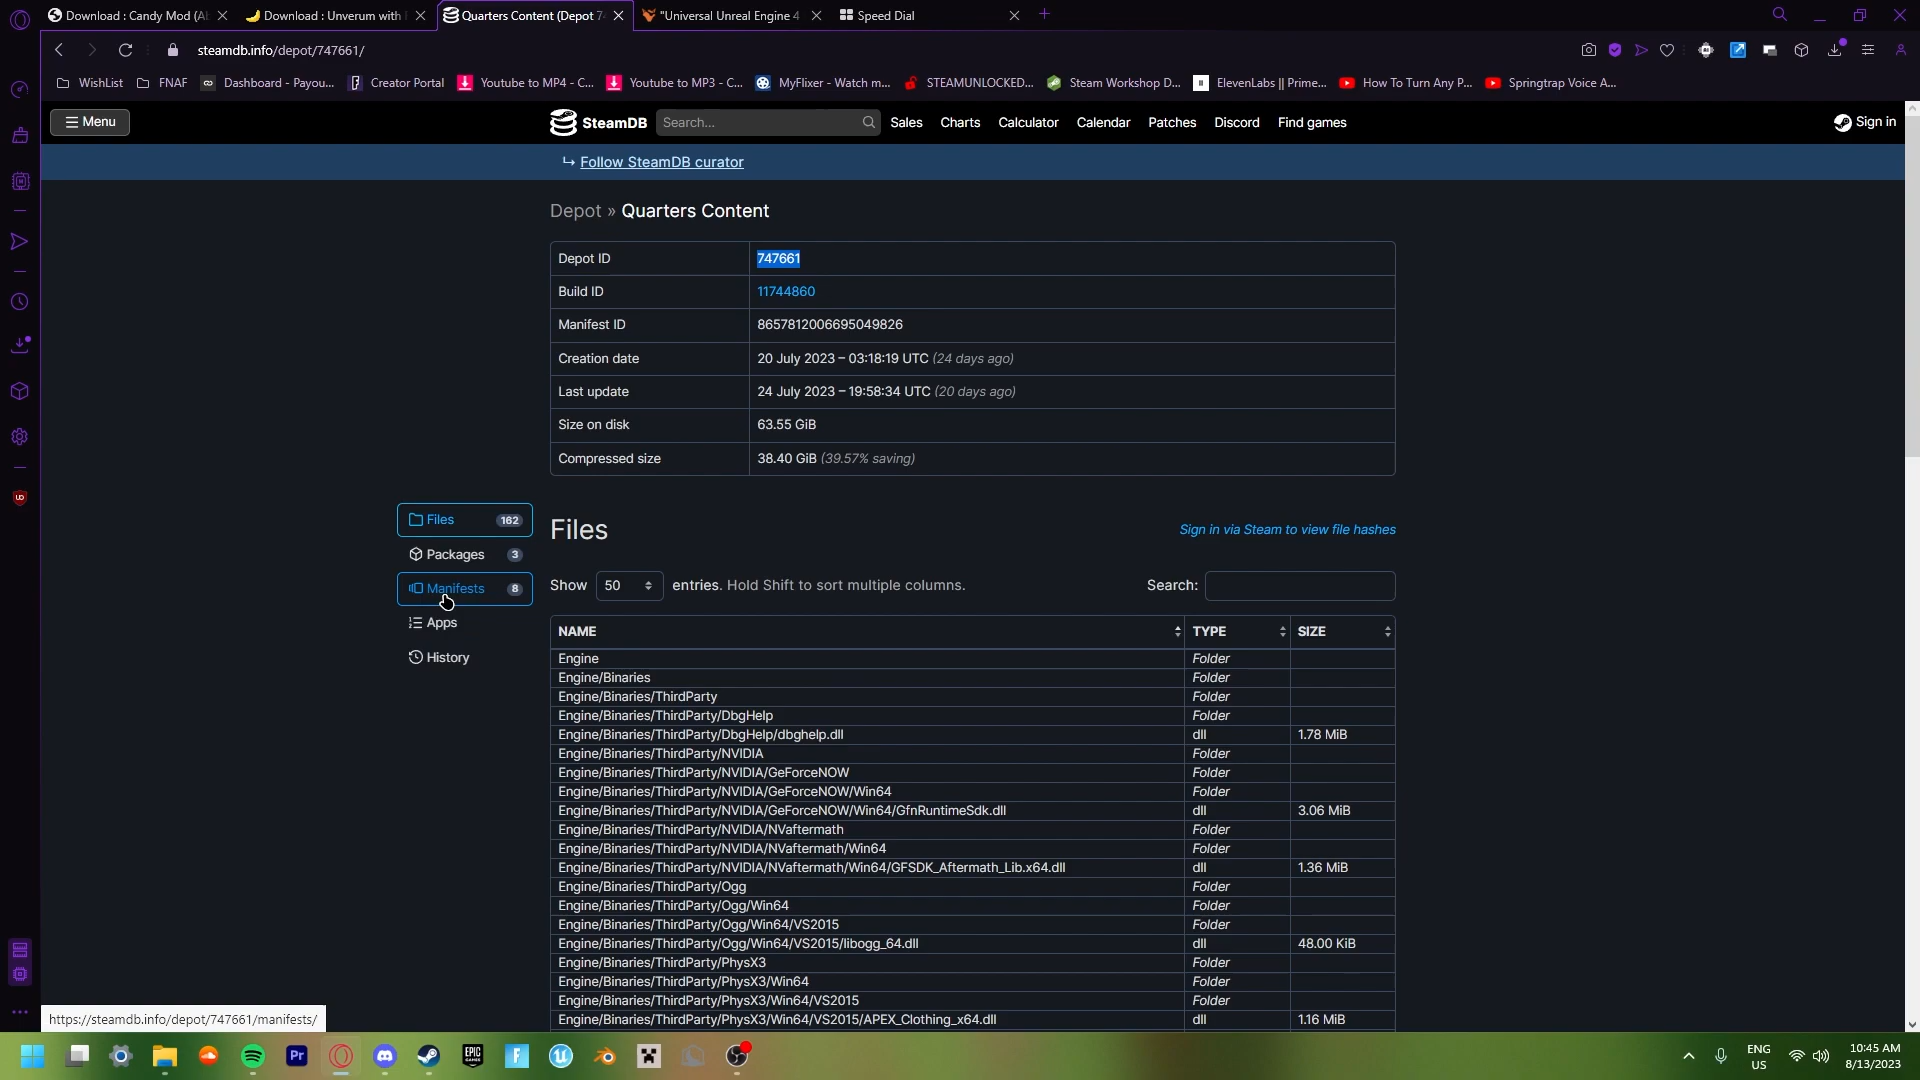 Download : Candy Mod (Al
Download : Unverum with
Quarters Content (Depot 74
"Universal Unreal Engine 4
Speed Dial
steamdb.info/depot/747661/
WishList
FNAF
Dashboard - Payou...
Creator Portal
Youtube to MP4 - C...
Youtube to MP3 - C...
MyFlixer - Watch m...
STEAMUNLOCKED...
Steam Workshop D...
ElevenLabs || Prime...
How To Turn Any P...
Springtrap Voice A...
Menu
SteamDB
Search...
Sales
Charts
Calculator
Calendar
Patches
Discord
Find games
Sign in
↳ Follow SteamDB curator
Depot » Quarters Content
Depot ID 747661
Build ID 11744860
Manifest ID 8657812006695049826
Creation date 20 July 2023 – 03:18:19 UTC (24 days ago)
Last update 24 July 2023 – 19:58:34 UTC (20 days ago)
Size on disk 63.55 GiB
Compressed size 38.40 GiB (39.57% saving)
Files 162
Packages 3
Manifests 8
Apps
History
Files
Sign in via Steam to view file hashes
Show 50 entries. Hold Shift to sort multiple columns.
Search:
NAME TYPE SIZE
Engine Folder
Engine/Binaries Folder
Engine/Binaries/ThirdParty Folder
Engine/Binaries/ThirdParty/DbgHelp Folder
Engine/Binaries/ThirdParty/DbgHelp/dbghelp.dll dll 1.78 MiB
Engine/Binaries/ThirdParty/NVIDIA Folder
Engine/Binaries/ThirdParty/NVIDIA/GeForceNOW Folder
Engine/Binaries/ThirdParty/NVIDIA/GeForceNOW/Win64 Folder
Engine/Binaries/ThirdParty/NVIDIA/GeForceNOW/Win64/GfnRuntimeSdk.dll dll 3.06 MiB
Engine/Binaries/ThirdParty/NVIDIA/NVaftermath Folder
Engine/Binaries/ThirdParty/NVIDIA/NVaftermath/Win64 Folder
Engine/Binaries/ThirdParty/NVIDIA/NVaftermath/Win64/GFSDK_Aftermath_Lib.x64.dll dll 1.36 MiB
Engine/Binaries/ThirdParty/Ogg Folder
Engine/Binaries/ThirdParty/Ogg/Win64 Folder
Engine/Binaries/ThirdParty/Ogg/Win64/VS2015 Folder
Engine/Binaries/ThirdParty/Ogg/Win64/VS2015/libogg_64.dll dll 48.00 KiB
Engine/Binaries/ThirdParty/PhysX3 Folder
Engine/Binaries/ThirdParty/PhysX3/Win64 Folder
Engine/Binaries/ThirdParty/PhysX3/Win64/VS2015 Folder
Engine/Binaries/ThirdParty/PhysX3/Win64/VS2015/APEX_Clothing_x64.dll dll 1.16 MiB
https://steamdb.info/depot/747661/manifests/
Pr
EPIC GAMES
ENG
US
10:45 AM
8/13/2023